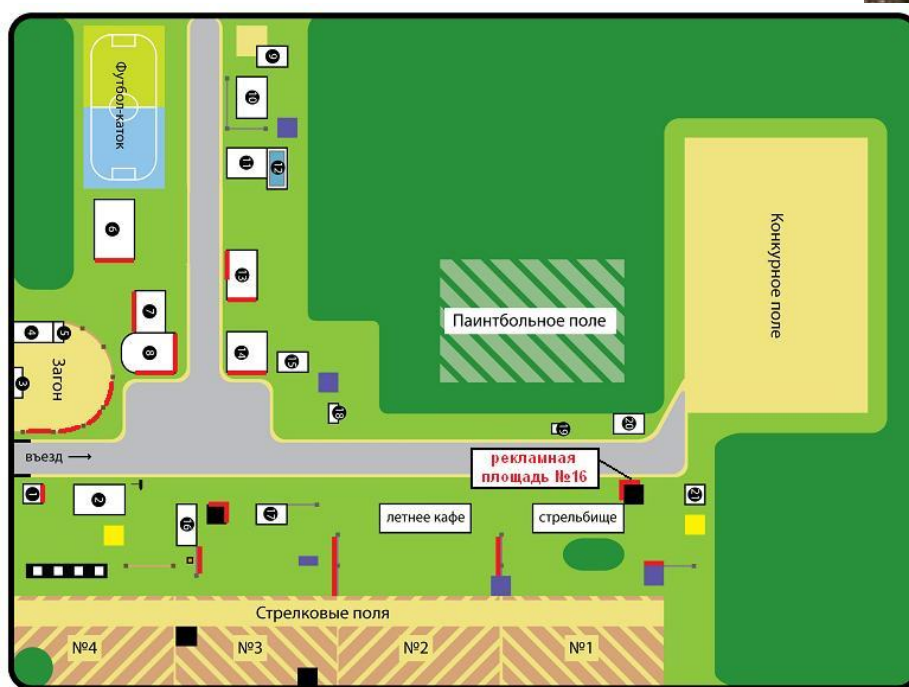 Футбол-каток
9
10
11
12
6
13
7
8
14
15
4
5
3
Загон
Паинтбольное поле
Конкурное поле
18
19
20
въезд →
рекламная
площадь №16
1
2
16
17
летнее кафе
стрельбище
21
Стрелковые поля
№4
№3
№2
№1